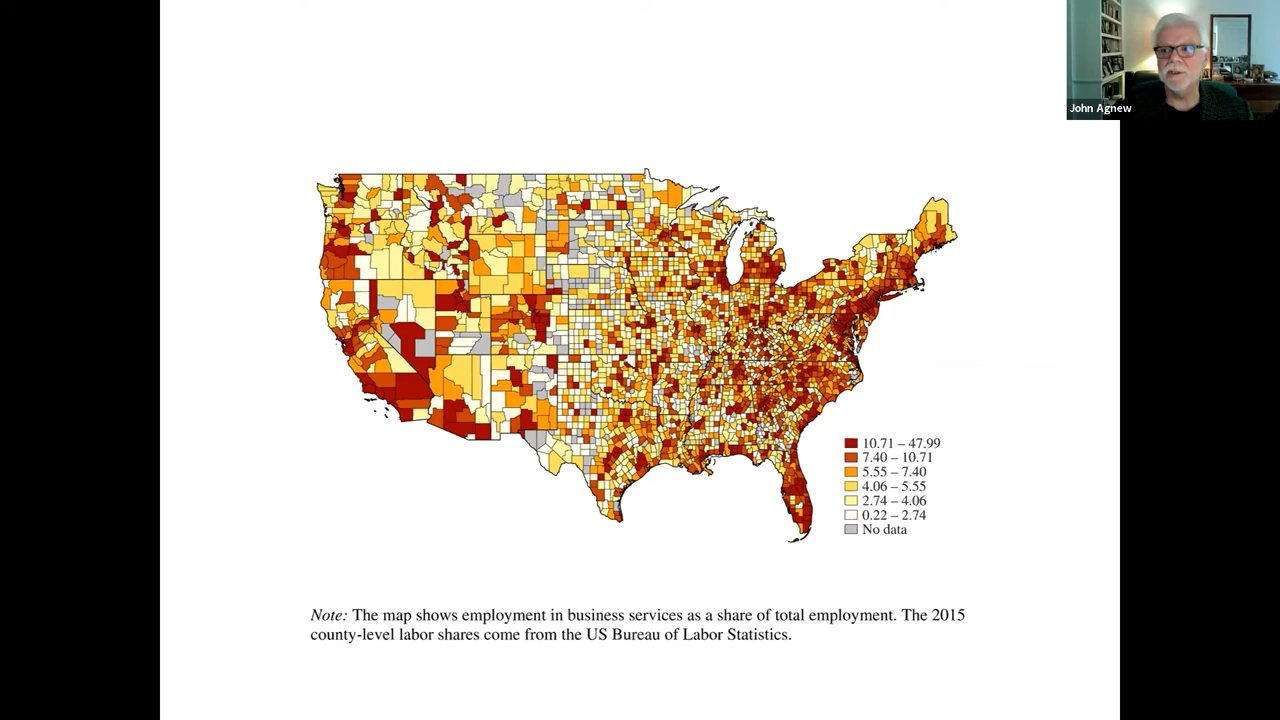 John Agnew
10.71 – 47.99
7.40 – 10.71
5.55 – 7.40
4.06 – 5.55
2.74 – 4.06
0.22 – 2.74
No data
Note: The map shows employment in business services as a share of total employment. The 2015
county-level labor shares come from the US Bureau of Labor Statistics.